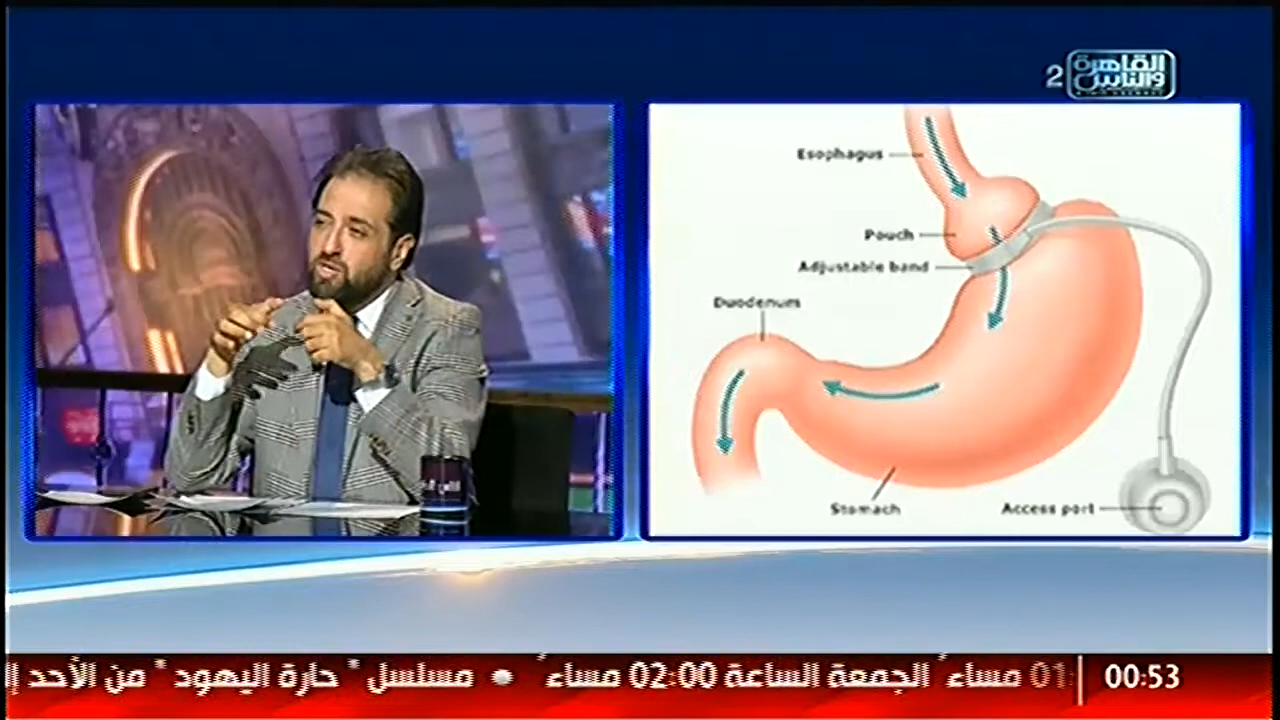 القاهرة
والناس 2
Esophagus
Pouch
Adjustable band
Duodenum
Stomach
Access port
01 مساءً الجمعة الساعة 02:00 مساءً • مسلسل " حارة اليهود " من الأحد
00:53